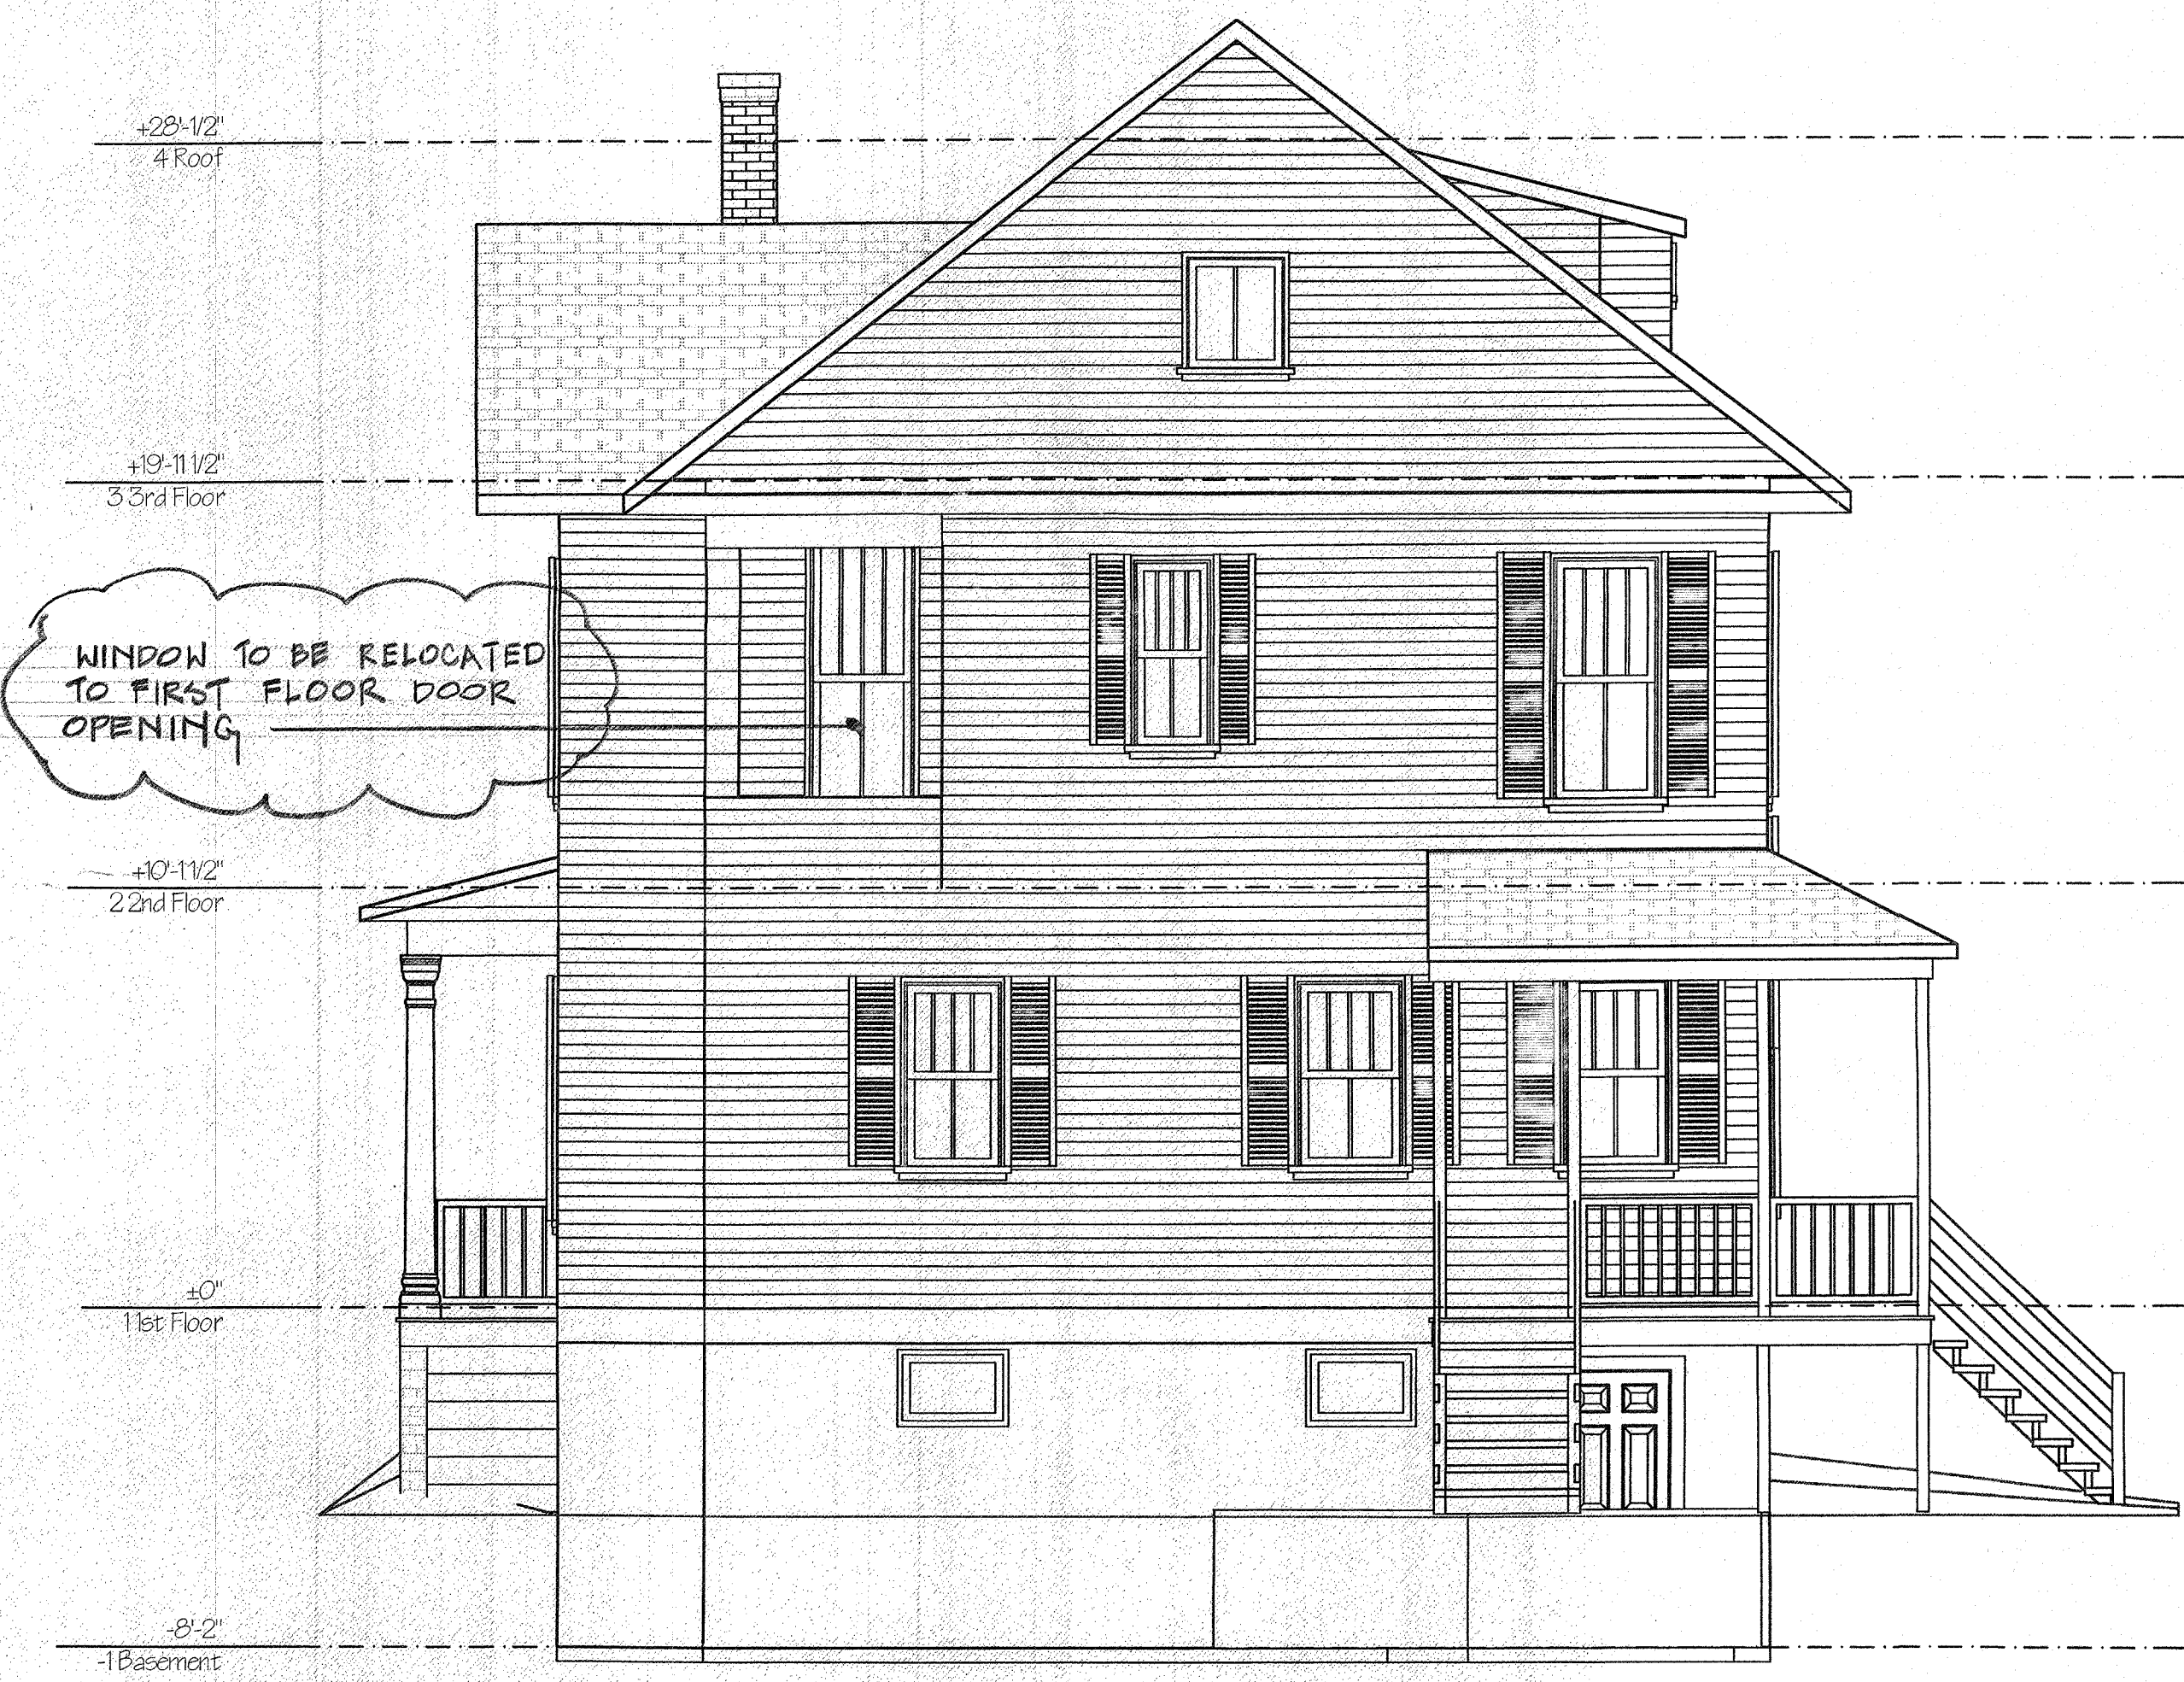 +28'-1/2"
4 Roof
+19'-11 1/2"
3 3rd Floor
WINDOW TO BE RELOCATED
TO FIRST FLOOR DOOR
OPENING
+10'-1 1/2"
2 2nd Floor
±0"
1 1st Floor
-8'-2"
-1 Basement